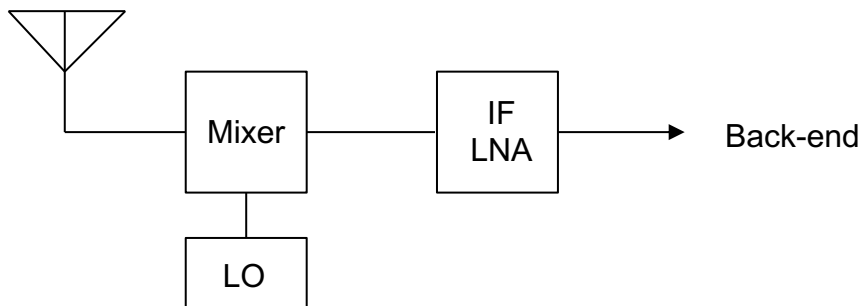 Mixer
IF
LNA
Back-end
LO